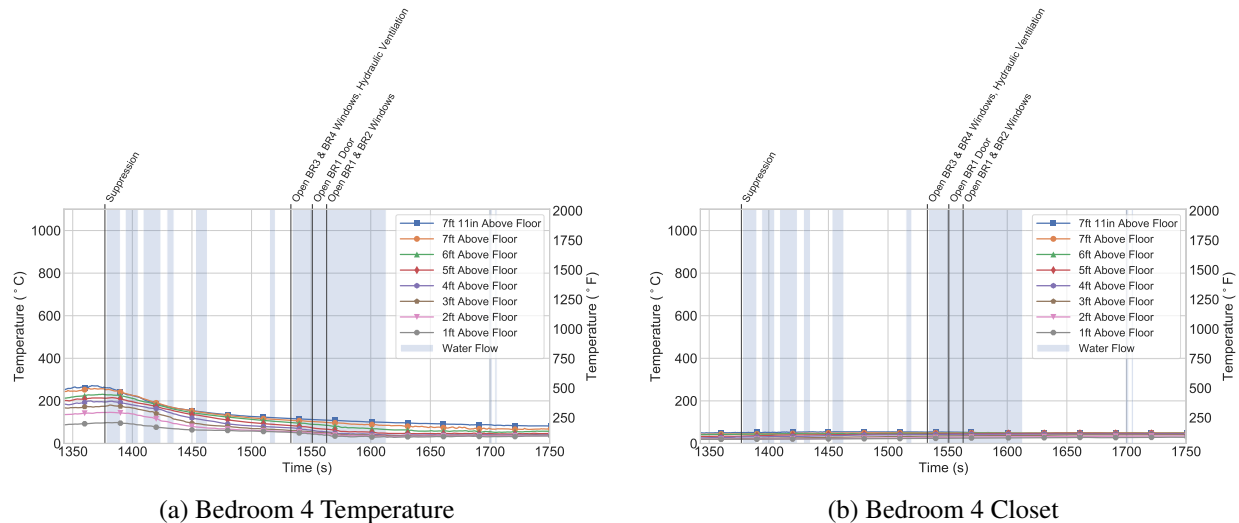 Suppression
Open BR3 & BR4 Windows, Hydraulic Ventilation
Open BR1 Door
Open BR1 & BR2 Windows
1000
800
600
400
200
0
Temperature (°C)
2000
1750
1500
1250
1000
750
500
250
Temperature (°F)
7ft 11in Above Floor
7ft Above Floor
6ft Above Floor
5ft Above Floor
4ft Above Floor
3ft Above Floor
2ft Above Floor
1ft Above Floor
Water Flow
1350 1400 1450 1500 1550 1600 1650 1700 1750
Time (s)
(a) Bedroom 4 Temperature
Suppression
Open BR3 & BR4 Windows, Hydraulic Ventilation
Open BR1 Door
Open BR1 & BR2 Windows
1000
800
600
400
200
0
Temperature (°C)
2000
1750
1500
1250
1000
750
500
250
Temperature (°F)
7ft 11in Above Floor
7ft Above Floor
6ft Above Floor
5ft Above Floor
4ft Above Floor
3ft Above Floor
2ft Above Floor
1ft Above Floor
Water Flow
1350 1400 1450 1500 1550 1600 1650 1700 1750
Time (s)
(b) Bedroom 4 Closet